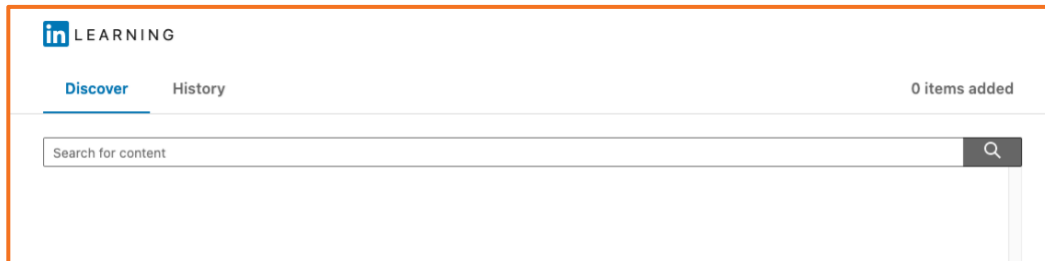 in LEARNING
Discover History 0 items added
Search for content